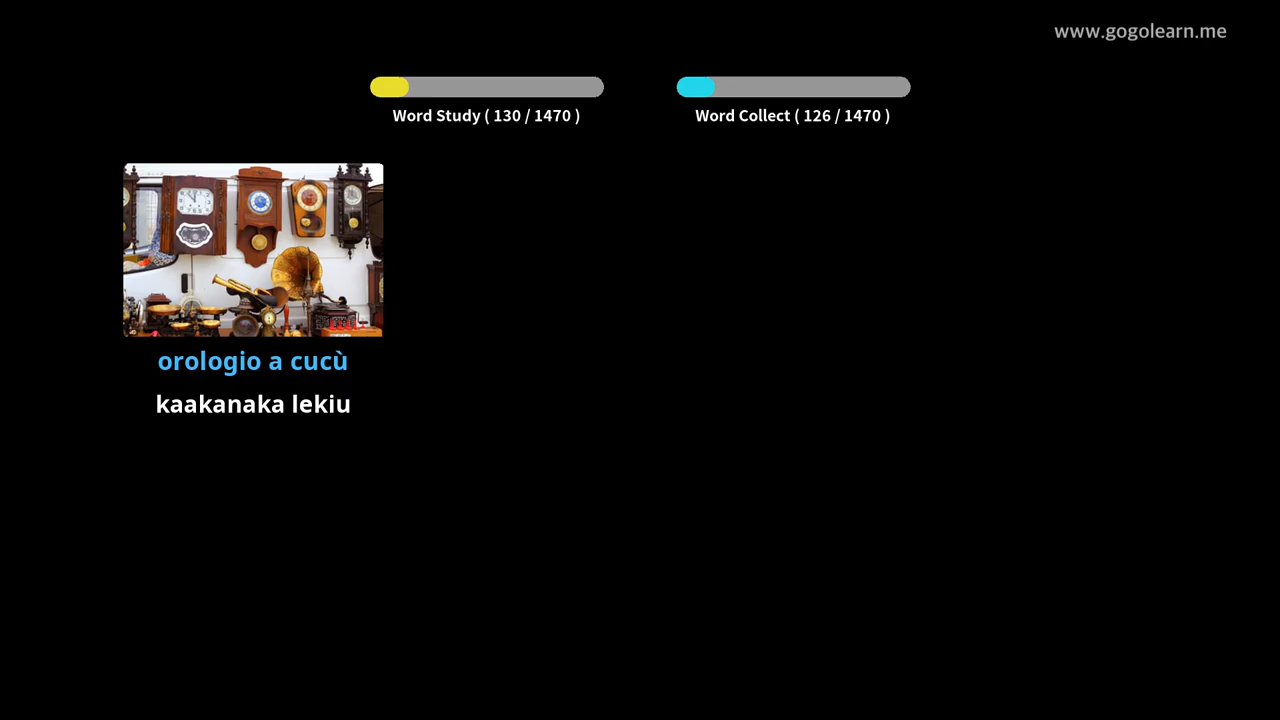 www.gogolearn.me
Word Study ( 130 / 1470 )
Word Collect ( 126 / 1470 )
orologio a cucù
kaakanaka lekiu